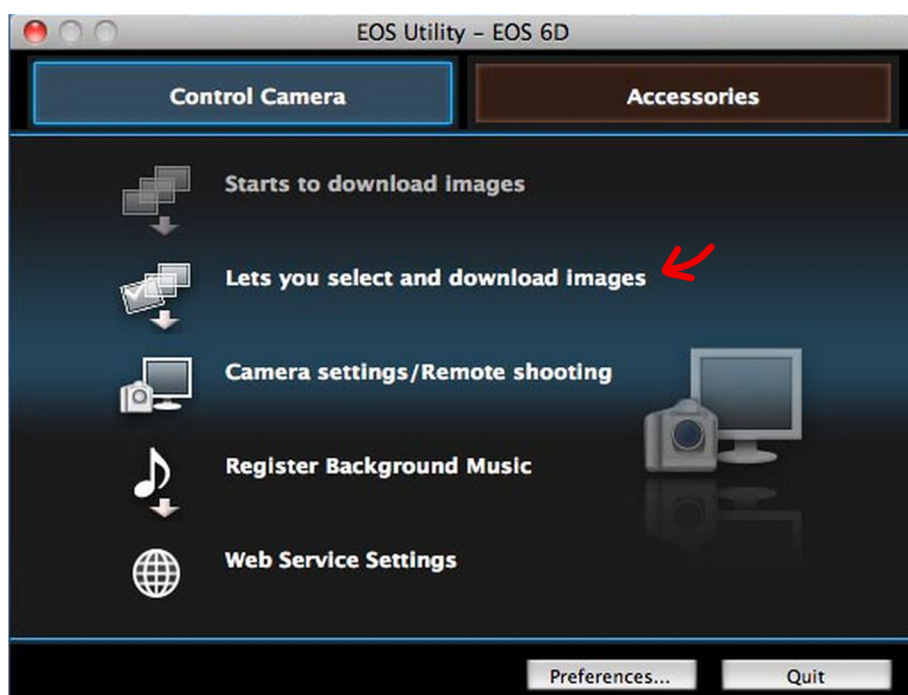 EOS Utility – EOS 6D
Control Camera
Accessories
Starts to download images
Lets you select and download images
Camera settings/Remote shooting
Register Background Music
Web Service Settings
Preferences...
Quit